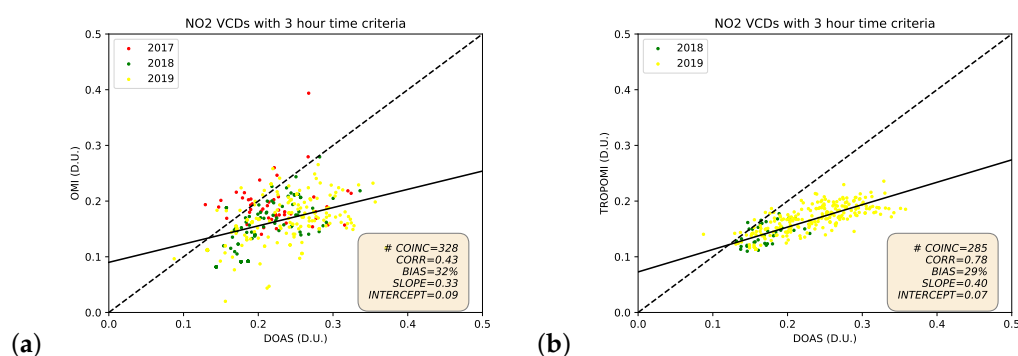 NO2 VCDs with 3 hour time criteria
0.5
0.4
0.3
0.2
0.1
0.0
OMI (D.U.)
2017
2018
2019
# COINC=328
CORR=0.43
BIAS=32%
SLOPE=0.33
INTERCEPT=0.09
0.0 0.1 0.2 0.3 0.4 0.5
DOAS (D.U.)
(a)
NO2 VCDs with 3 hour time criteria
0.5
0.4
0.3
0.2
0.1
0.0
TROPOMI (D.U.)
2018
2019
# COINC=285
CORR=0.78
BIAS=29%
SLOPE=0.40
INTERCEPT=0.07
0.0 0.1 0.2 0.3 0.4 0.5
DOAS (D.U.)
(b)